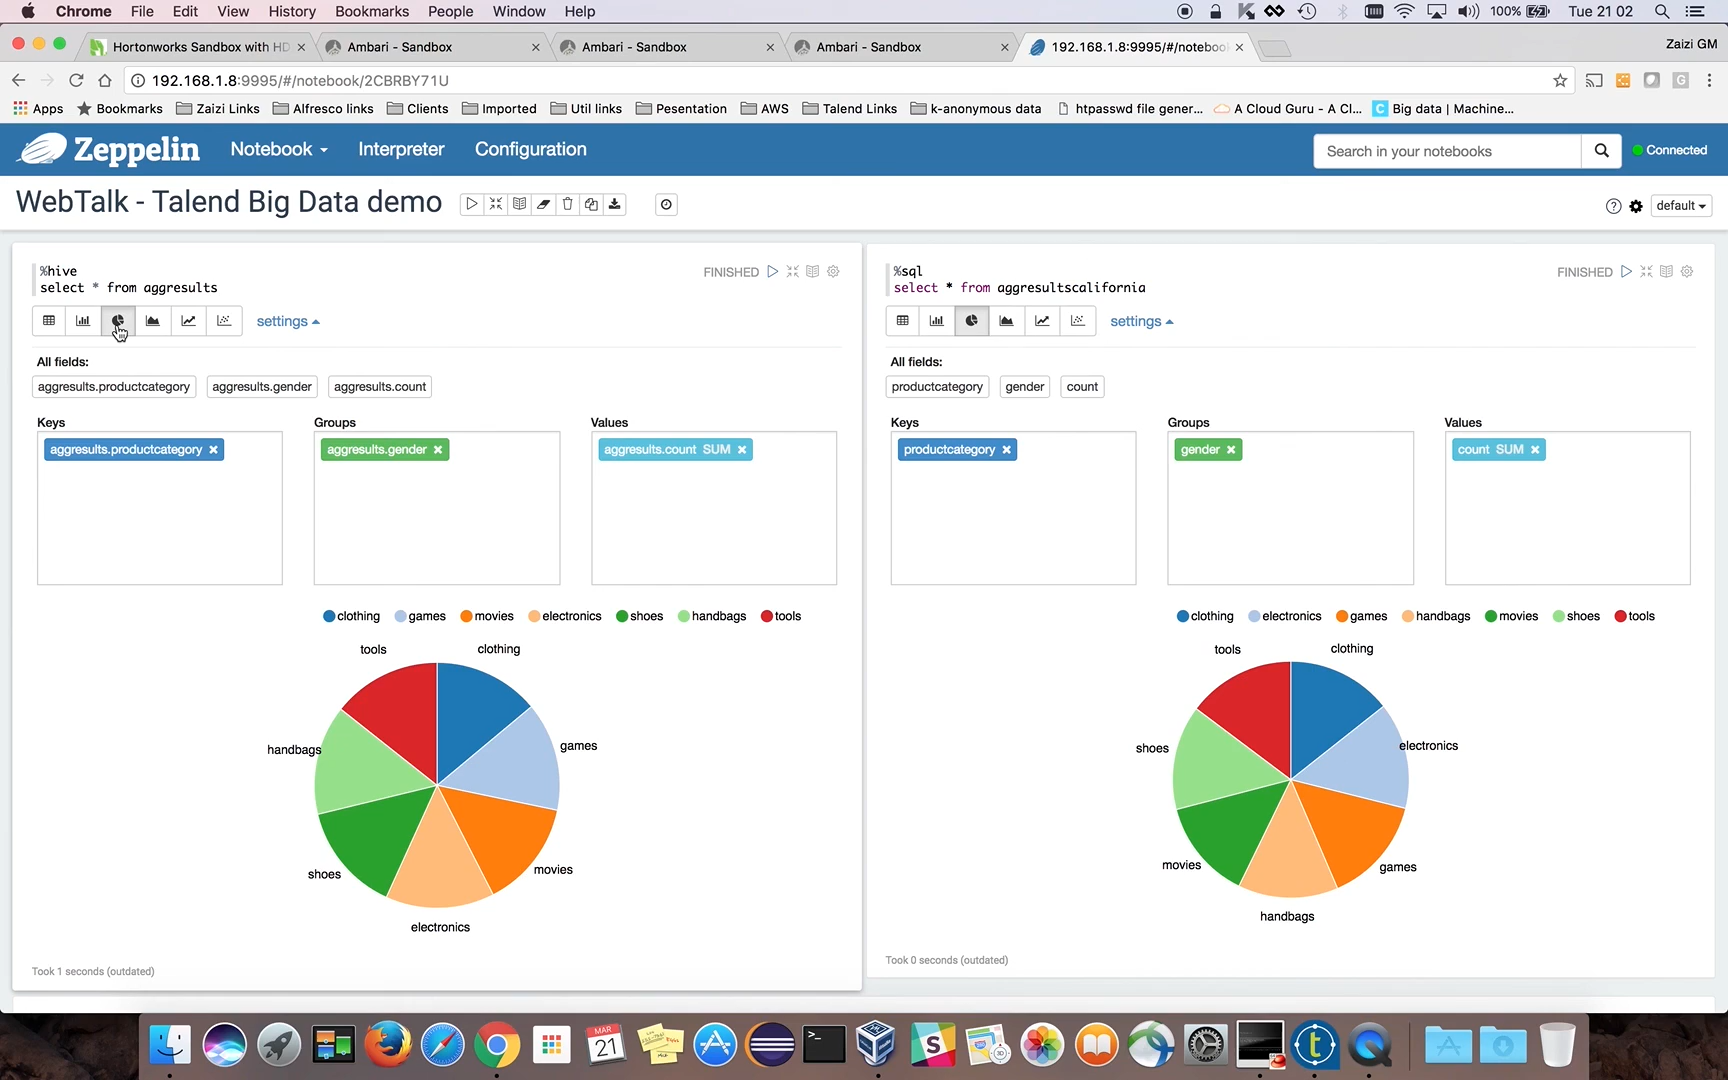 Chrome File Edit View History Bookmarks People Window Help 100% Tue 21 02
Hortonworks Sandbox with HD Ambari - Sandbox Ambari - Sandbox Ambari - Sandbox 192.168.1.8:9995/#/noteboo Zaizi GM
192.168.1.8:9995/#/notebook/2CBRBY71U
Apps Bookmarks Zaizi Links Alfresco links Clients Imported Util links Pesentation AWS Talend Links k-anonymous data htpasswd file gener... A Cloud Guru - A Cl... C Big data | Machine...
Zeppelin Notebook Interpreter Configuration Search in your notebooks Connected
WebTalk - Talend Big Data demo default
%hive
select * from aggresults
FINISHED
settings
All fields:
aggresults.productcategory aggresults.gender aggresults.count
Keys Groups Values
aggresults.productcategory × aggresults.gender × aggresults.count SUM ×
clothing games movies electronics shoes handbags tools
tools clothing
handbags games
shoes movies
electronics
Took 1 seconds (outdated)
%sql
select * from aggresultscalifornia
FINISHED
settings
All fields:
productcategory gender count
Keys Groups Values
productcategory × gender × count SUM ×
clothing electronics games handbags movies shoes tools
tools clothing
shoes electronics
movies games
handbags
Took 0 seconds (outdated)
MAR
21